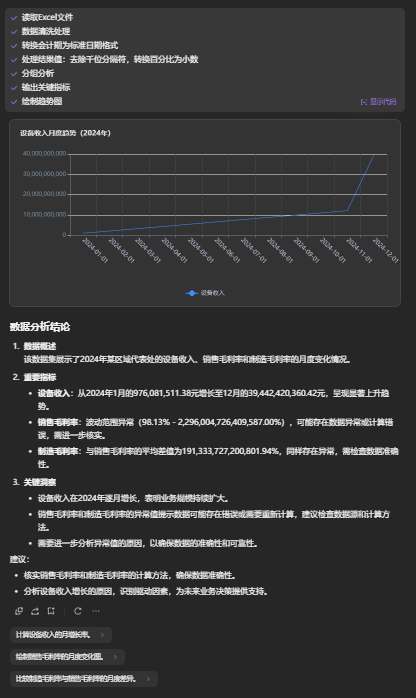 读取Excel文件
数据清洗处理
转换会计期为标准日期格式
处理结果值：去除千位分隔符，转换百分比为小数
分组分析
输出关键指标
绘制趋势图
显示代码
设备收入月度趋势（2024年）
40,000,000,000
30,000,000,000
20,000,000,000
10,000,000,000
0
2024-01-01
2024-02-01
2024-03-01
2024-04-01
2024-05-01
2024-06-01
2024-07-01
2024-08-01
2024-09-01
2024-10-01
2024-11-01
2024-12-01
设备收入
数据分析结论
1. 数据概述
该数据集展示了2024年某区域代表处的设备收入、销售毛利率和制造毛利率的月度变化情况。
2. 重要指标
• 设备收入：从2024年1月的976,081,511.38元增长至12月的39,442,420,360.42元，呈现显著上升趋
势。
• 销售毛利率：波动范围异常（98.13% - 2,296,004,726,409,587.00%），可能存在数据异常或计算错
误，需进一步核实。
• 制造毛利率：与销售毛利率的平均差值为191,333,727,200,801.94%，同样存在异常，需检查数据准确
性。
3. 关键洞察
• 设备收入在2024年逐月增长，表明业务规模持续扩大。
• 销售毛利率和制造毛利率的异常值提示数据可能存在错误或需要重新计算，建议检查数据源和计算方
法。
• 需要进一步分析异常值的原因，以确保数据的准确性和可靠性。
建议：
• 核实销售毛利率和制造毛利率的计算方法，确保数据准确性。
• 分析设备收入增长的原因，识别驱动因素，为未来业务决策提供支持。
计算设备收入的月增长率。
绘制销售毛利率的月度变化图。
比较制造毛利率与销售毛利率的月度差异。